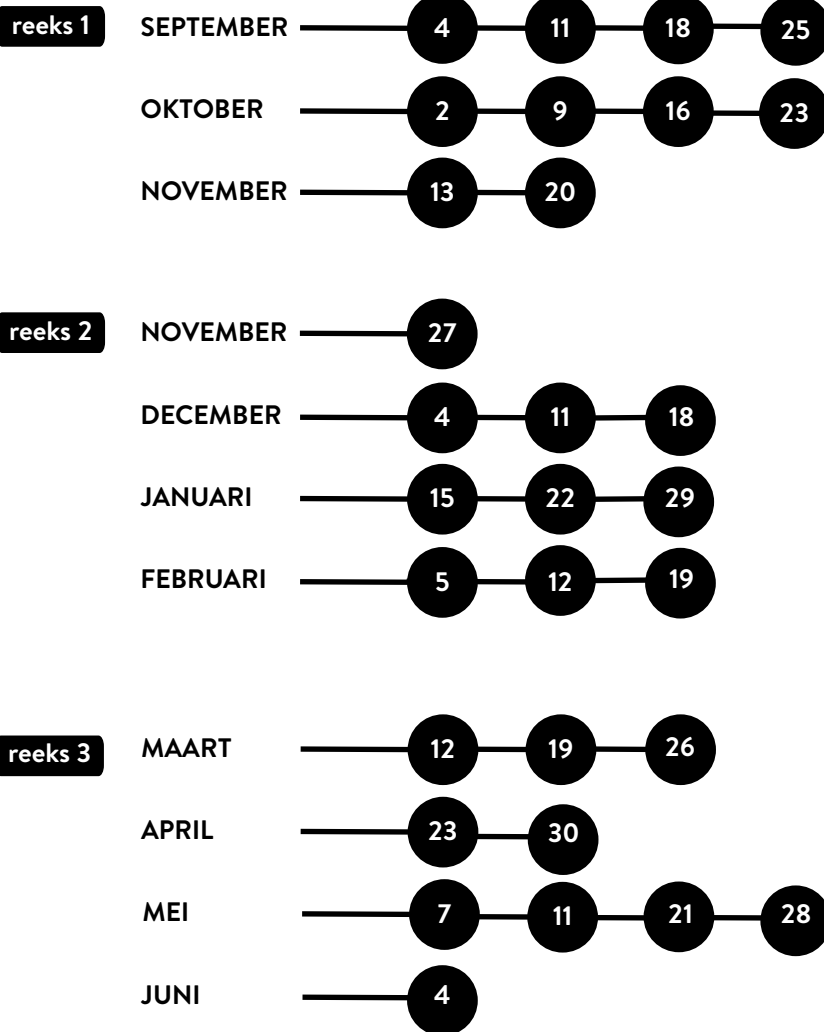 reeks 1 SEPTEMBER 4 11 18 25
OKTOBER 2 9 16 23
NOVEMBER 13 20
reeks 2 NOVEMBER 27
DECEMBER 4 11 18
JANUARI 15 22 29
FEBRUARI 5 12 19
reeks 3 MAART 12 19 26
APRIL 23 30
MEI 7 11 21 28
JUNI 4